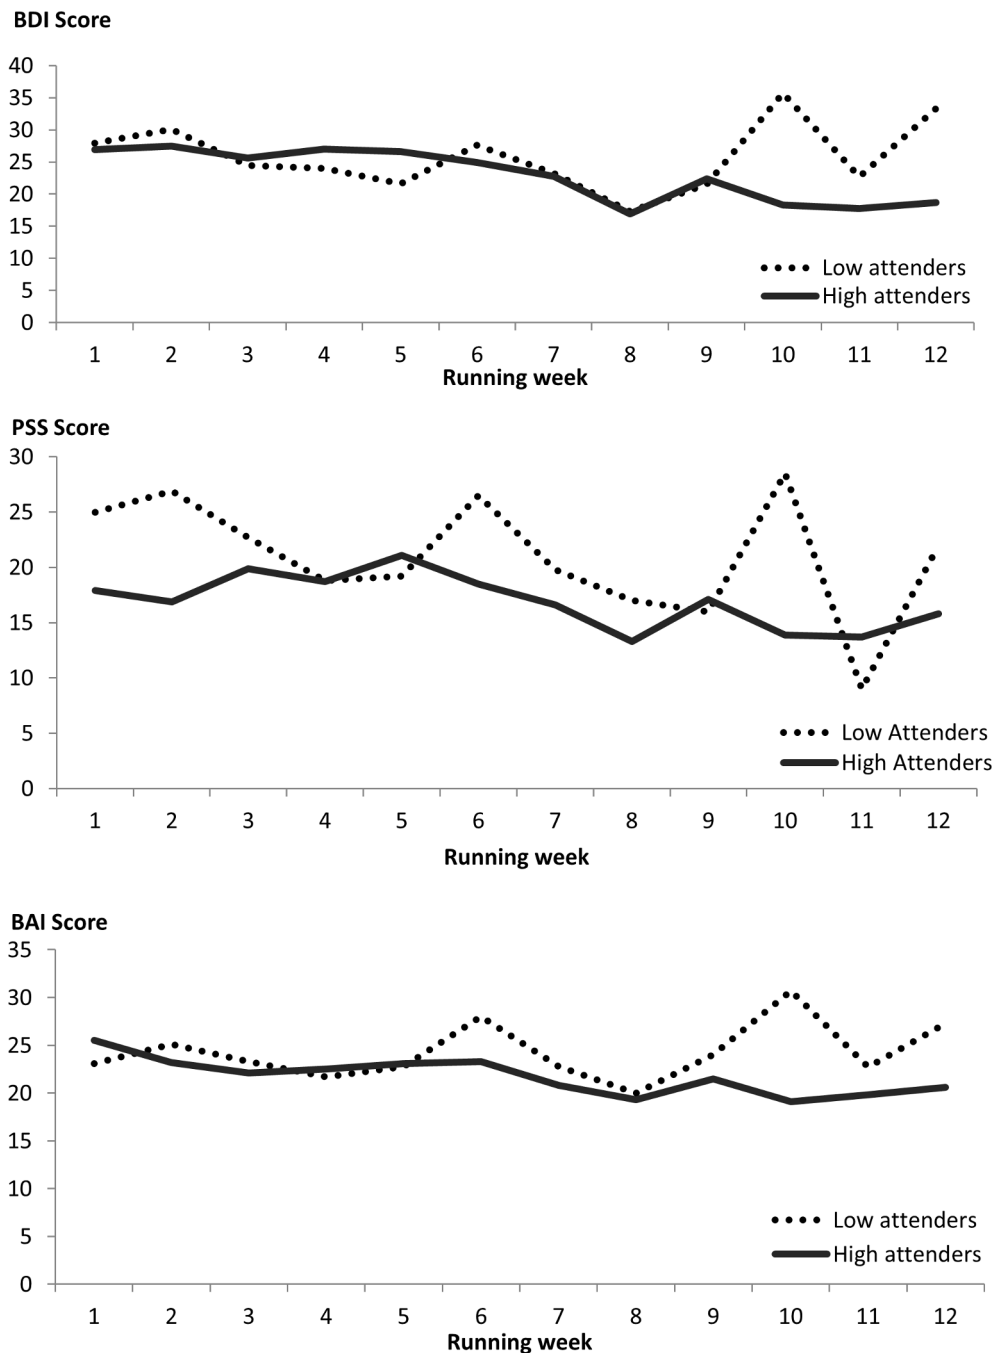 BDI Score
40
35
30
25
20
15
10
5
0
Low attenders
High attenders
1 2 3 4 5 6 7 8 9 10 11 12
Running week
PSS Score
30
25
20
15
10
5
0
Low Attenders
High Attenders
1 2 3 4 5 6 7 8 9 10 11 12
Running week
BAI Score
35
30
25
20
15
10
5
0
Low attenders
High attenders
1 2 3 4 5 6 7 8 9 10 11 12
Running week